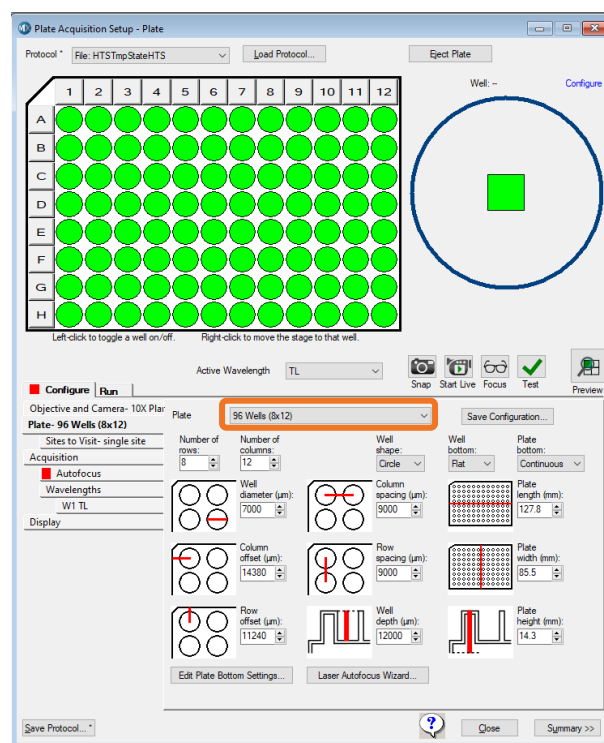 Plate Acquisition Setup - Plate
Protocol * File: HTSTmpStateHTS Load Protocol... Eject Plate
Well: -- Configure
1 2 3 4 5 6 7 8 9 10 11 12
A
B
C
D
E
F
G
H
Left-click to toggle a well on/off. Right-click to move the stage to that well.
Active Wavelength TL
Snap Start Live Focus Test Preview
Configure Run
Objective and Camera- 10X Plan
Plate- 96 Wells (8x12)
Sites to Visit- single site
Acquisition
Autofocus
Wavelengths
W1 TL
Display
Plate 96 Wells (8x12) Save Configuration...
Number of rows:
8
Number of columns:
12
Well shape:
Circle
Well bottom:
Flat
Plate bottom:
Continuous
Well diameter (µm):
7000
Column spacing (µm):
9000
Plate length (mm):
127.8
Column offset (µm):
14380
Row spacing (µm):
9000
Plate width (mm):
85.5
Row offset (µm):
11240
Well depth (µm):
12000
Plate height (mm):
14.3
Edit Plate Bottom Settings... Laser Autofocus Wizard...
Save Protocol... * ? Close Summary >>